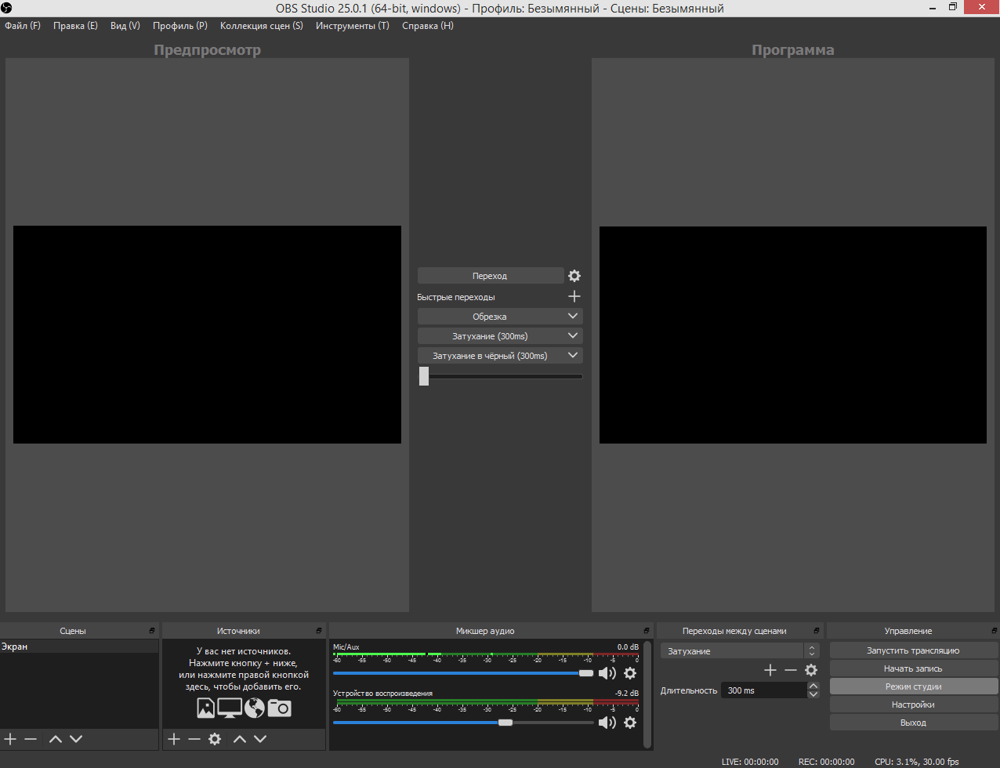 OBS Studio 25.0.1 (64-bit, windows) - Профиль: Безымянный - Сцены: Безымянный
Файл (F) Правка (E) Вид (V) Профиль (P) Коллекция сцен (S) Инструменты (T) Справка (H)
Предпросмотр
Программа
Переход
Быстрые переходы
Обрезка
Затухание (300ms)
Затухание в чёрный (300ms)
Сцены
Экран
Источники
У вас нет источников.
Нажмите кнопку + ниже,
или нажмите правой кнопкой
здесь, чтобы добавить его.
Микшер аудио
Mic/Aux 0.0 dB
-60 -55 -50 -45 -40 -35 -30 -25 -20 -15 -10 -5 0
Устройство воспроизведения -9.2 dB
-60 -55 -50 -45 -40 -35 -30 -25 -20 -15 -10 -5 0
Переходы между сценами
Затухание
Длительность 300 ms
Управление
Запустить трансляцию
Начать запись
Режим студии
Настройки
Выход
LIVE: 00:00:00 REC: 00:00:00 CPU: 3.1%, 30.00 fps